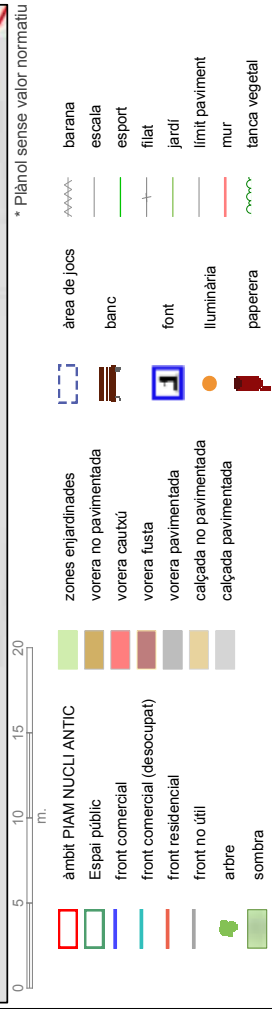 * Plànol sense valor normatiu
0 5 10 20
m.
àmbit PIAM NUCLI ANTIC
Espai públic
front comercial
front comercial (desocupat)
front residencial
front no útil
arbre
sombra
zones enjardinades
vorera no pavimentada
vorera cautxú
vorera fusta
vorera pavimentada
calçada no pavimentada
calçada pavimentada
àrea de jocs
banc
font
lluminària
paperera
barana
escala
esport
filat
jardí
límit paviment
mur
tanca vegetal